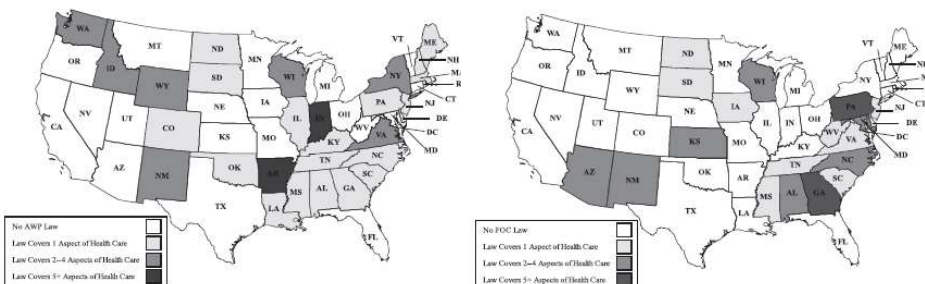 WA
MT
ND
MN
VT
ME
OR
ID
SD
WI
NY
NH
WY
MI
CT
NE
IA
PA
NJ
NV
UT
CO
IL
OH
DE
CA
KS
MO
WV
VA
DC
KY
MD
AZ
NM
OK
TN
NC
SC
MS
AL
GA
TX
LA
FL
No AWP Law
Law Covers 1 Aspect of Health Care
Law Covers 2–4 Aspects of Health Care
Law Covers 5+ Aspects of Health Care
WA
MT
ND
MN
VT
ME
OR
ID
SD
WI
NY
NH
WY
MI
CT
NE
IA
PA
NJ
NV
UT
CO
IL
IN
OH
DE
CA
KS
MO
WV
VA
DC
KY
MD
AZ
NM
OK
AR
TN
NC
SC
MS
AL
GA
TX
LA
FL
No FOC Law
Law Covers 1 Aspect of Health Care
Law Covers 2–4 Aspects of Health Care
Law Covers 5+ Aspects of Health Care